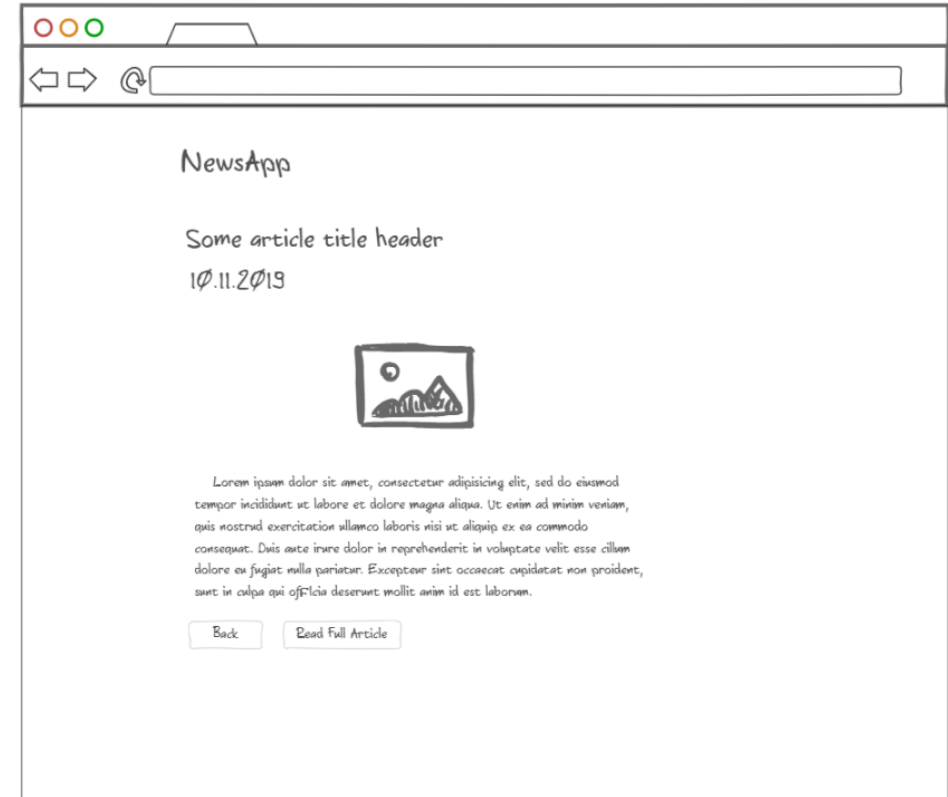 NewsApp
Some article title header
10.11.2019
Lorem ipsum dolor sit amet, consectetur adipisicing elit, sed do eiusmod
tempor incididunt ut labore et dolore magna aliqua. Ut enim ad minim veniam,
quis nostrud exercitation ullamco laboris nisi ut aliquip ex ea commodo
consequat. Duis aute irure dolor in reprehenderit in voluptate velit esse cillum
dolore eu fugiat nulla pariatur. Excepteur sint occaecat cupidatat non proident,
sunt in culpa qui officia deserunt mollit anim id est laborum.
Back Read Full Article